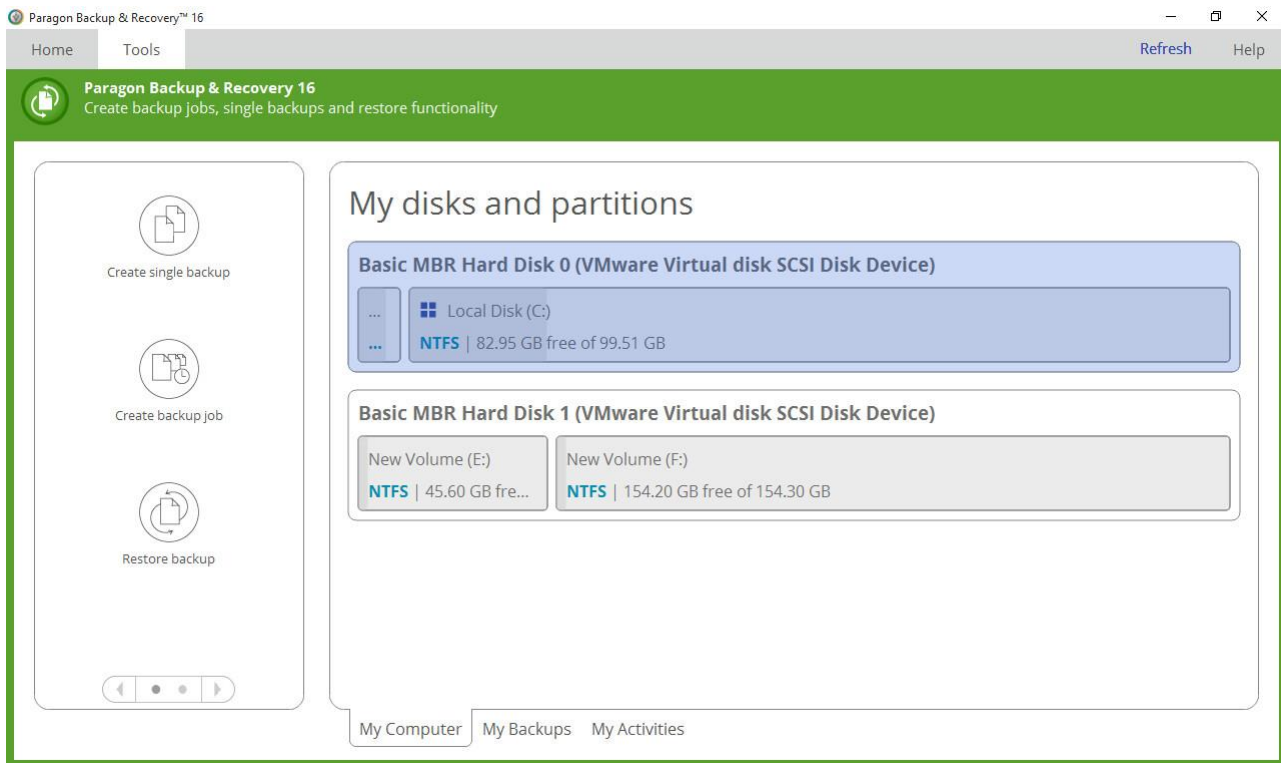 Paragon Backup & Recovery™ 16
Home Tools Refresh Help
Paragon Backup & Recovery 16
Create backup jobs, single backups and restore functionality
Create single backup
Create backup job
Restore backup
My disks and partitions
Basic MBR Hard Disk 0 (VMware Virtual disk SCSI Disk Device)
... Local Disk (C:)
... NTFS | 82.95 GB free of 99.51 GB
Basic MBR Hard Disk 1 (VMware Virtual disk SCSI Disk Device)
New Volume (E:) New Volume (F:)
NTFS | 45.60 GB fre... NTFS | 154.20 GB free of 154.30 GB
My Computer My Backups My Activities